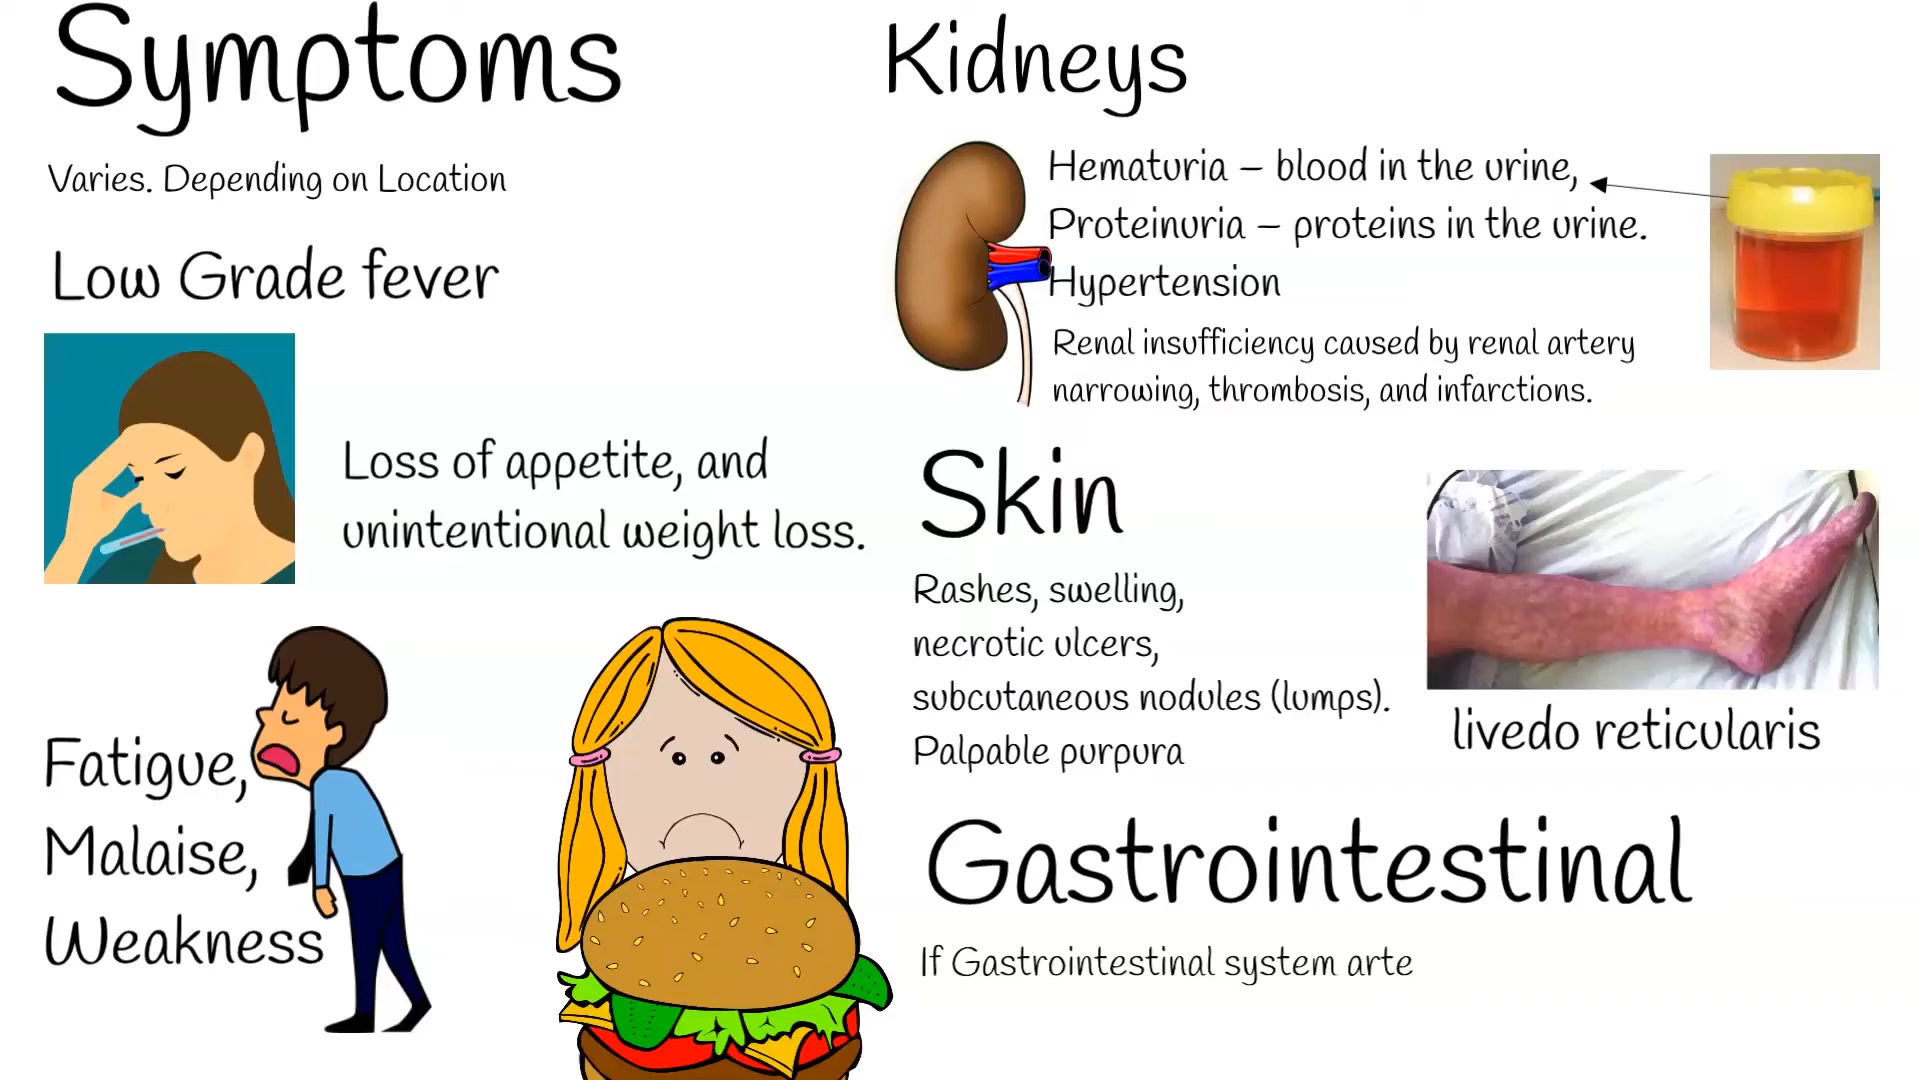 Symptoms
Varies. Depending on Location
Low Grade fever
Loss of appetite, and
unintentional weight loss.
Fatigue,
Malaise,
Weakness
Kidneys
Hematuria – blood in the urine,
Proteinuria – proteins in the urine.
Hypertension
Renal insufficiency caused by renal artery
narrowing, thrombosis, and infarctions.
Skin
Rashes, swelling,
necrotic ulcers,
subcutaneous nodules (lumps).
Palpable purpura
livedo reticularis
Gastrointestinal
If Gastrointestinal system arte